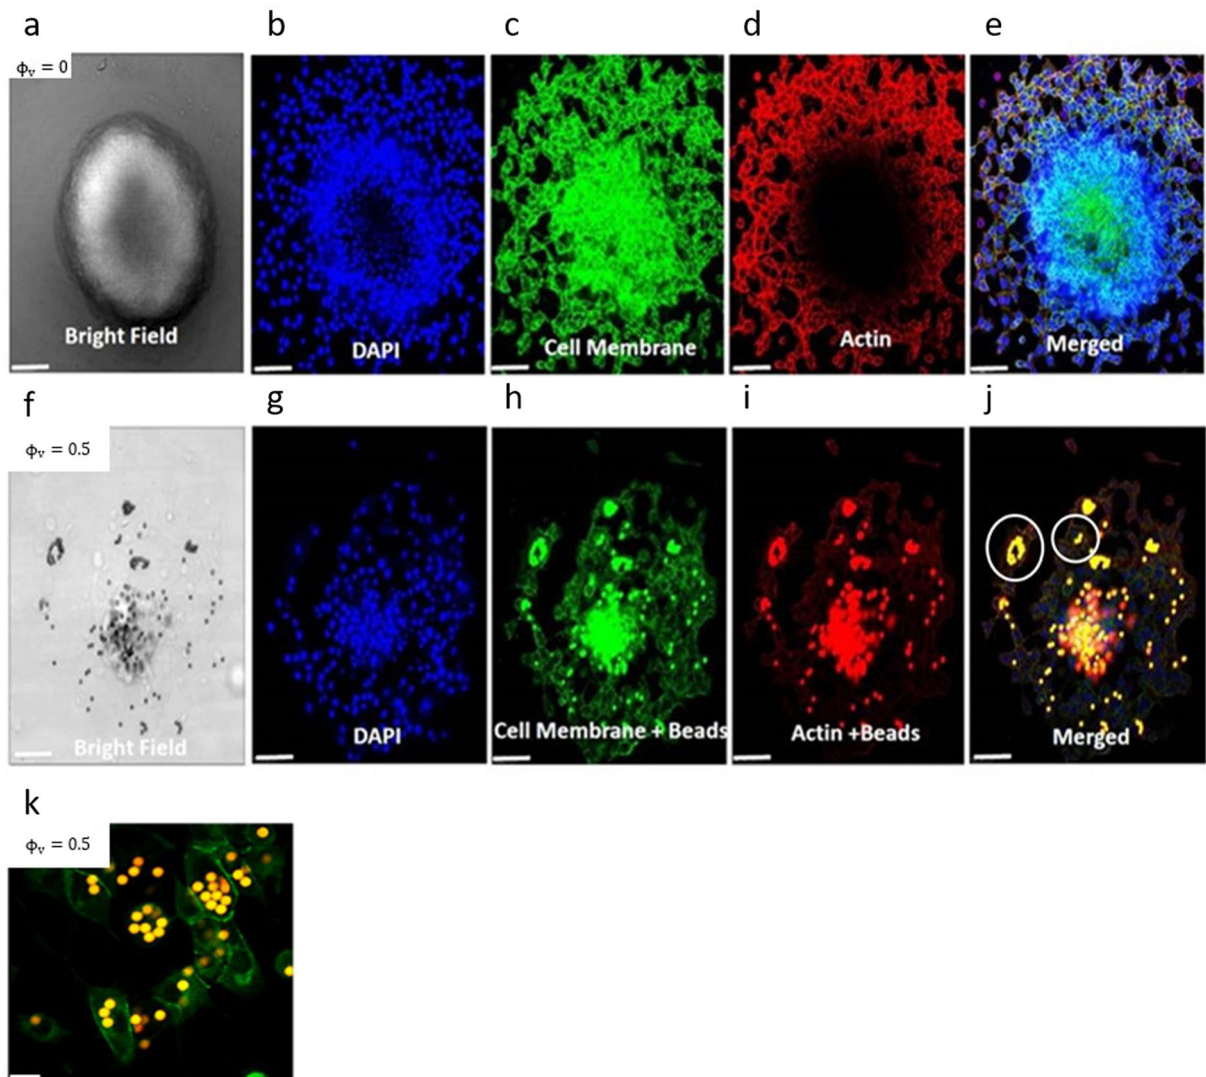 a b c d e
ϕᵥ = 0
Bright Field DAPI Cell Membrane Actin Merged
f g h i j
ϕᵥ = 0.5
Bright Field DAPI Cell Membrane + Beads Actin +Beads Merged
k
ϕᵥ = 0.5